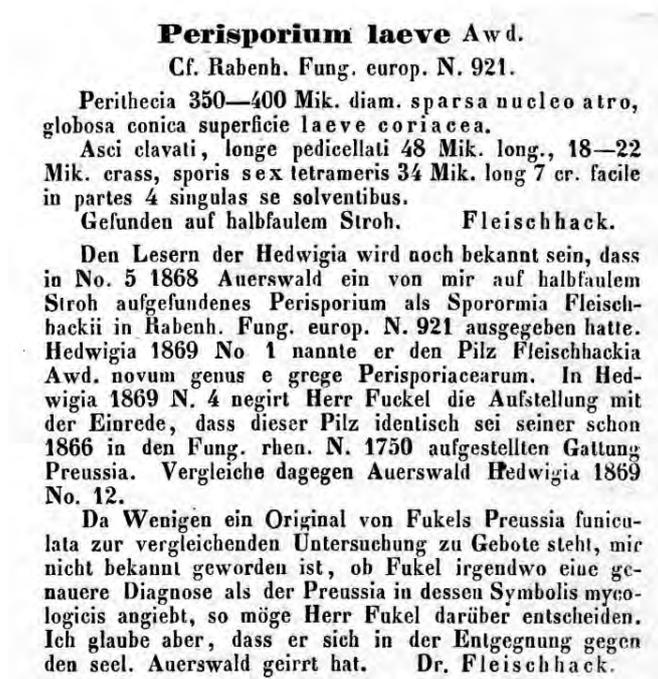 Perisporium laeve Awd.
Cf. Rabenh. Fung. europ. N. 921.
Perithecia 350—400 Mik. diam. sparsa nucleo atro,
globosa conica superficie laeve coriacea.
Asci clavati, longe pedicellati 48 Mik. long., 18—22
Mik. crass, sporis sex tetrameris 34 Mik. long 7 cr. facile
in partes 4 singulas se solventibus.
Gefunden auf halbfaulem Stroh. Fleischhack.
Den Lesern der Hedwigia wird noch bekannt sein, dass
in No. 5 1868 Auerswald ein von mir auf halbfaulem
Stroh aufgefundenes Perisporium als Sporormia Fleisch-
hackii in Rabenh. Fung. europ. N. 921 ausgegeben hatte.
Hedwigia 1869 No 1 nannte er den Pilz Fleischhackia
Awd. novum genus e grege Perisporiacearum. In Hed-
wigia 1869 N. 4 negirt Herr Fuckel die Aufstellung mit
der Einrede, dass dieser Pilz identisch sei seiner schon
1866 in den Fung. rhen. N. 1750 aufgestellten Gattung
Preussia. Vergleiche dagegen Auerswald Hedwigia 1869
No. 12.
Da Wenigen ein Original von Fukels Preussia funicu-
lata zur vergleichenden Untersuchung zu Gebote steht, mir
nicht bekannt geworden ist, ob Fukel irgendwo eine ge-
nauere Diagnose als der Preussia in dessen Symbolis myco-
logicis angiebt, so möge Herr Fukel darüber entscheiden.
Ich glaube aber, dass er sich in der Entgegnung gegen
den seel. Auerswald geirrt hat. Dr. Fleischhack.